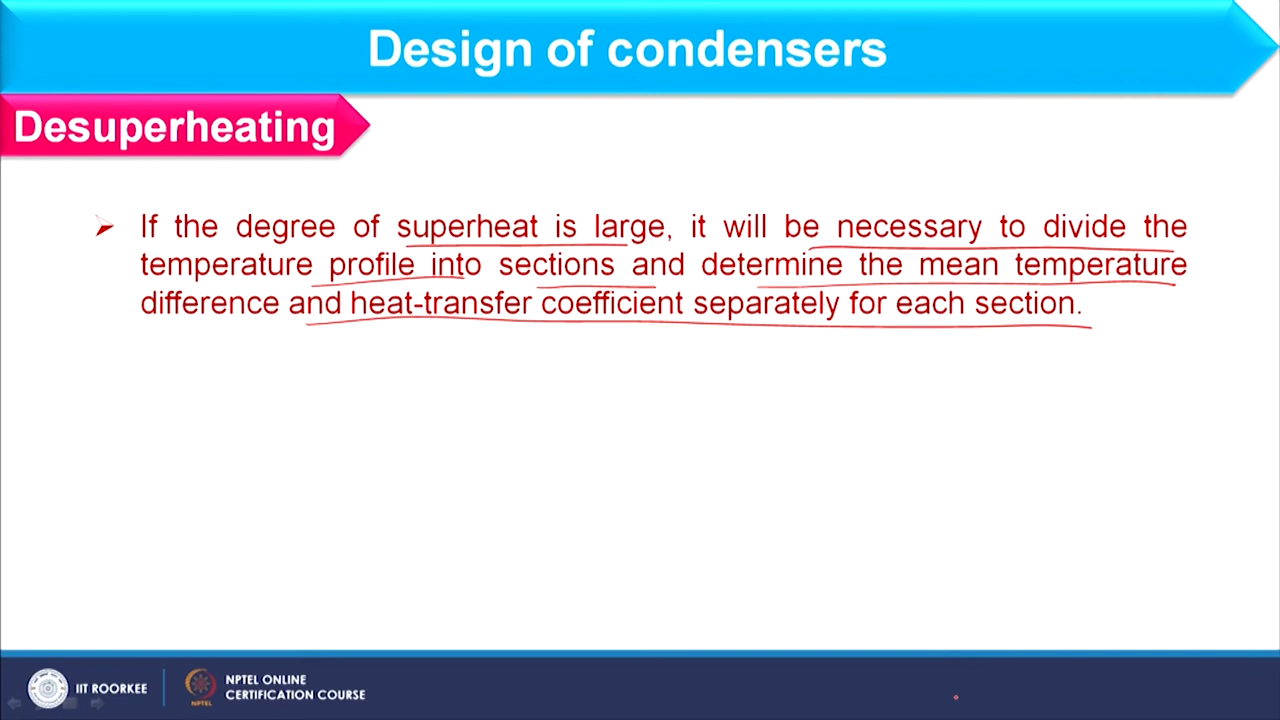 Design of condensers
Desuperheating
If the degree of superheat is large, it will be necessary to divide the
temperature profile into sections and determine the mean temperature
difference and heat-transfer coefficient separately for each section.
IIT ROORKEE
NPTEL
NPTEL ONLINE
CERTIFICATION COURSE